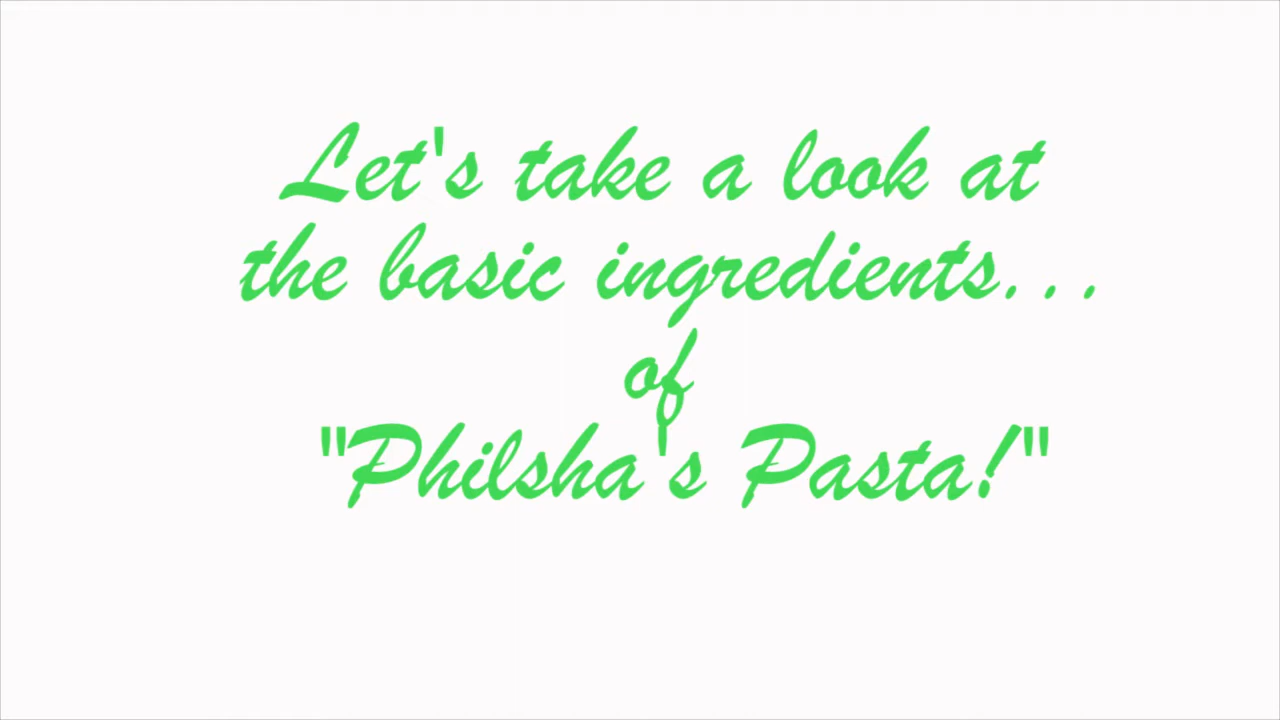 Let's take a look at
the basic ingredients...
of
"Philsha's Pasta!"